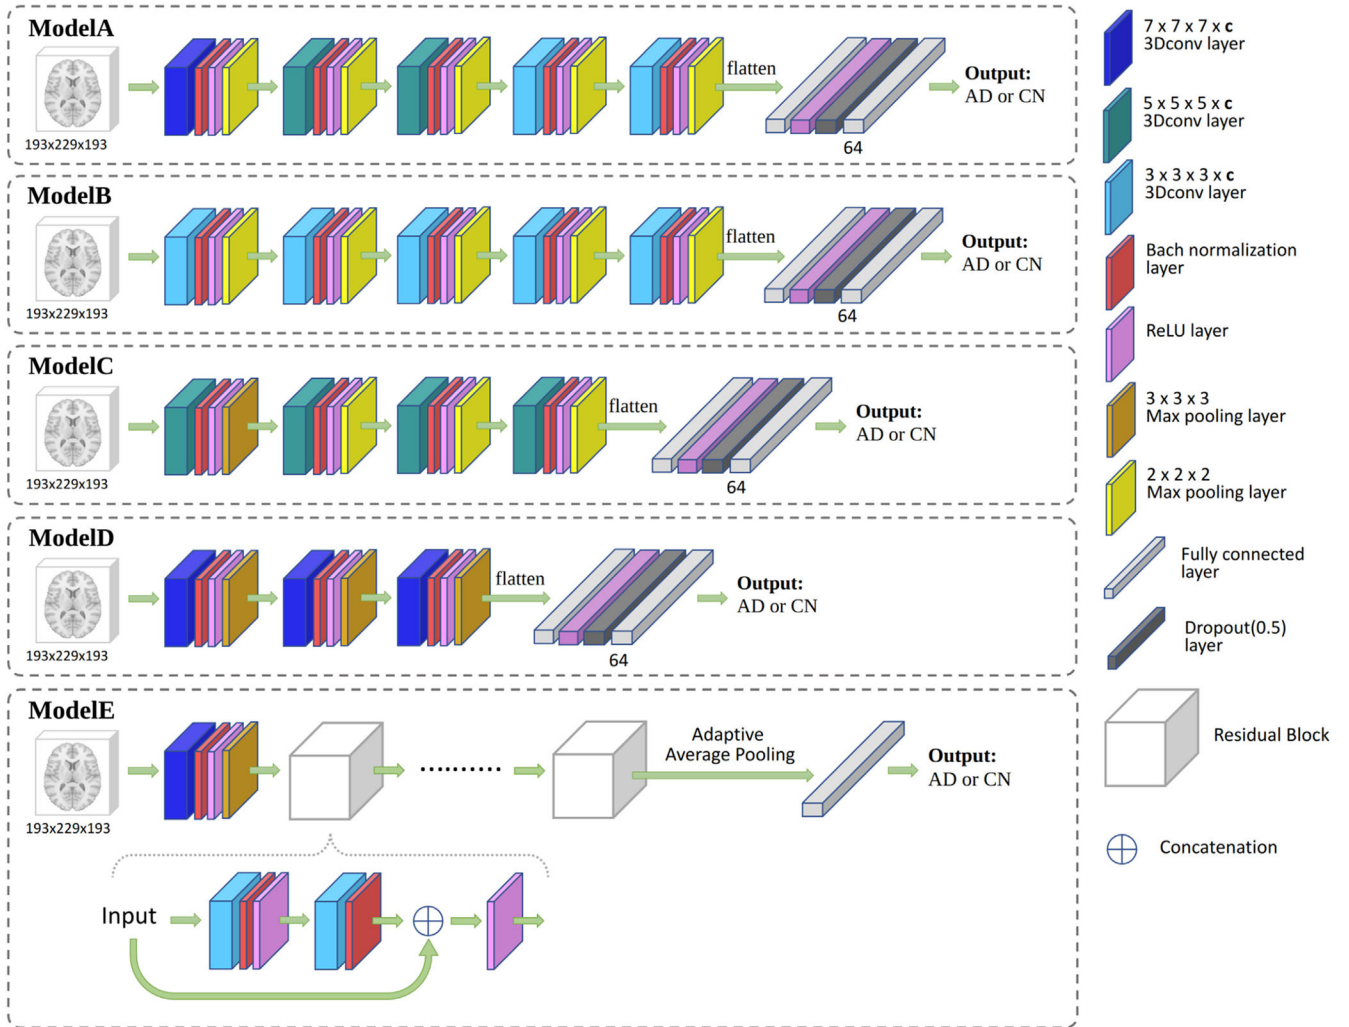 ModelA
193x229x193
flatten
64
Output:
AD or CN
ModelB
193x229x193
flatten
64
Output:
AD or CN
ModelC
193x229x193
flatten
64
Output:
AD or CN
ModelD
193x229x193
flatten
64
Output:
AD or CN
ModelE
193x229x193
..........
Adaptive
Average Pooling
Output:
AD or CN
Input
7 x 7 x 7 x c
3Dconv layer
5 x 5 x 5 x c
3Dconv layer
3 x 3 x 3 x c
3Dconv layer
Bach normalization
layer
ReLU layer
3 x 3 x 3
Max pooling layer
2 x 2 x 2
Max pooling layer
Fully connected
layer
Dropout(0.5)
layer
Residual Block
Concatenation